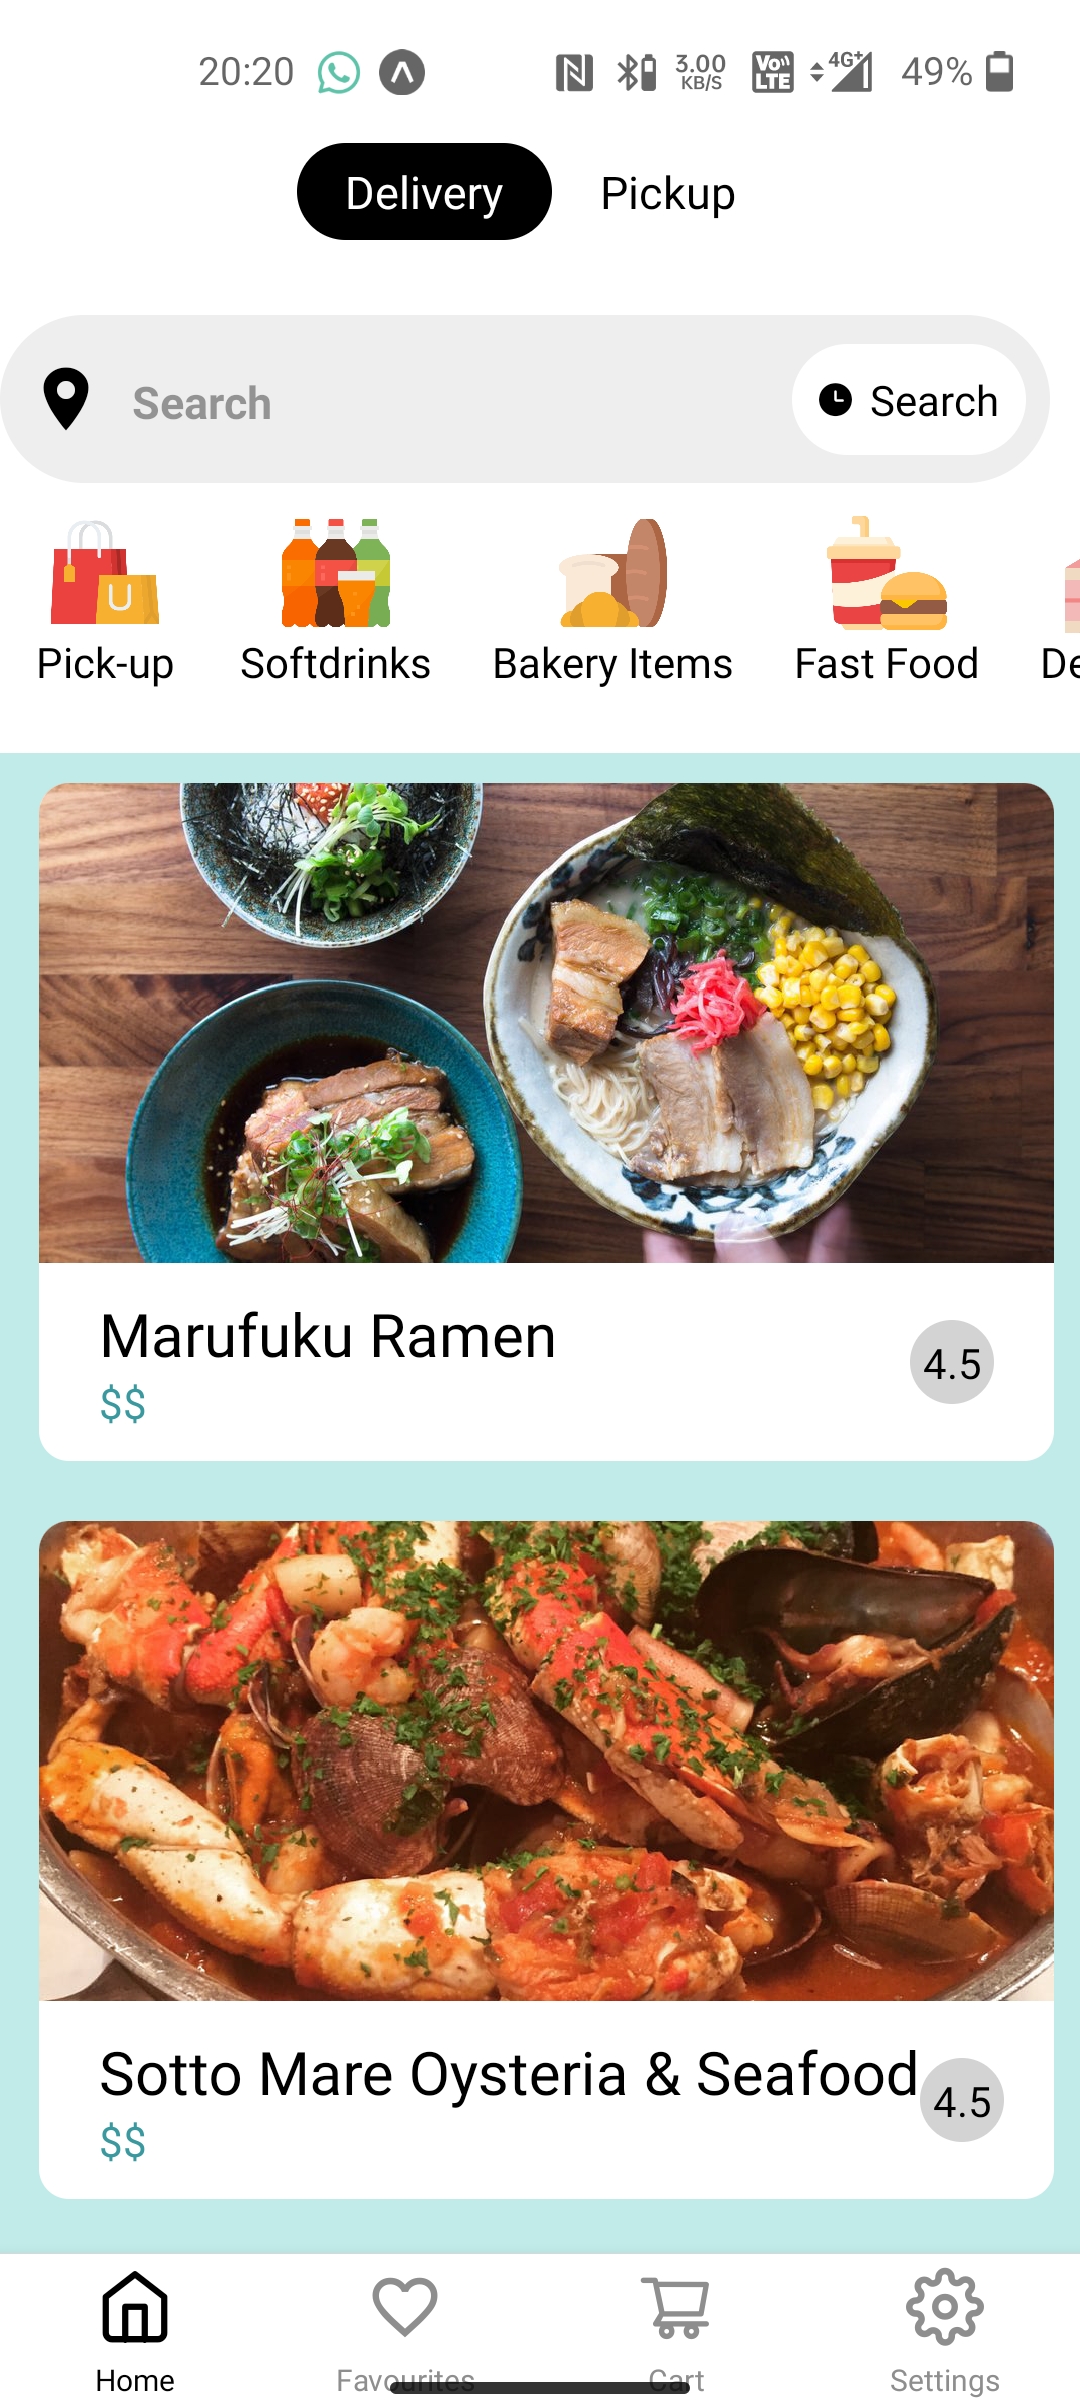 20:20 3.00 KB/S VoLTE 4G+ 49%
Delivery Pickup
Search Search
Pick-up Softdrinks Bakery Items Fast Food De
Marufuku Ramen
$$
4.5
Sotto Mare Oysteria & Seafood
$$
4.5
Home Favourites Cart Settings